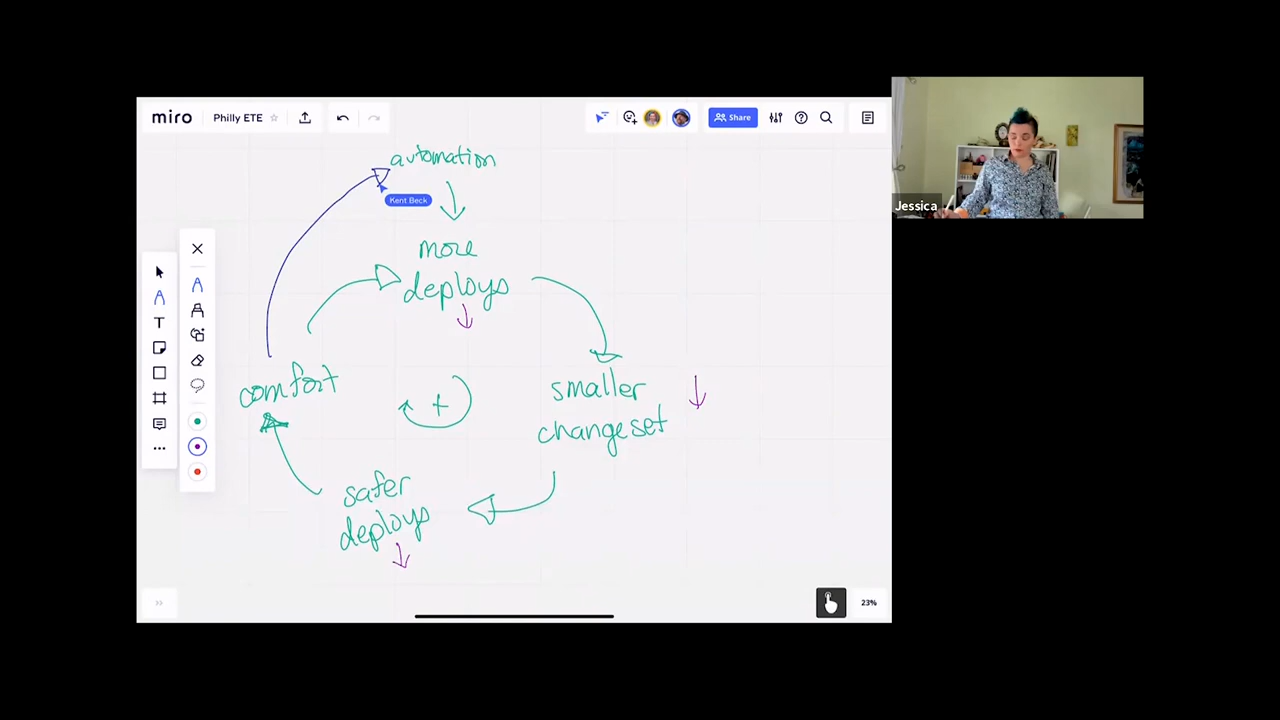 miro
Philly ETE
Share
automation
Kent Beck
more
deploys
comfort
+
smaller
changeset
safer
deploys
23%
Jessica